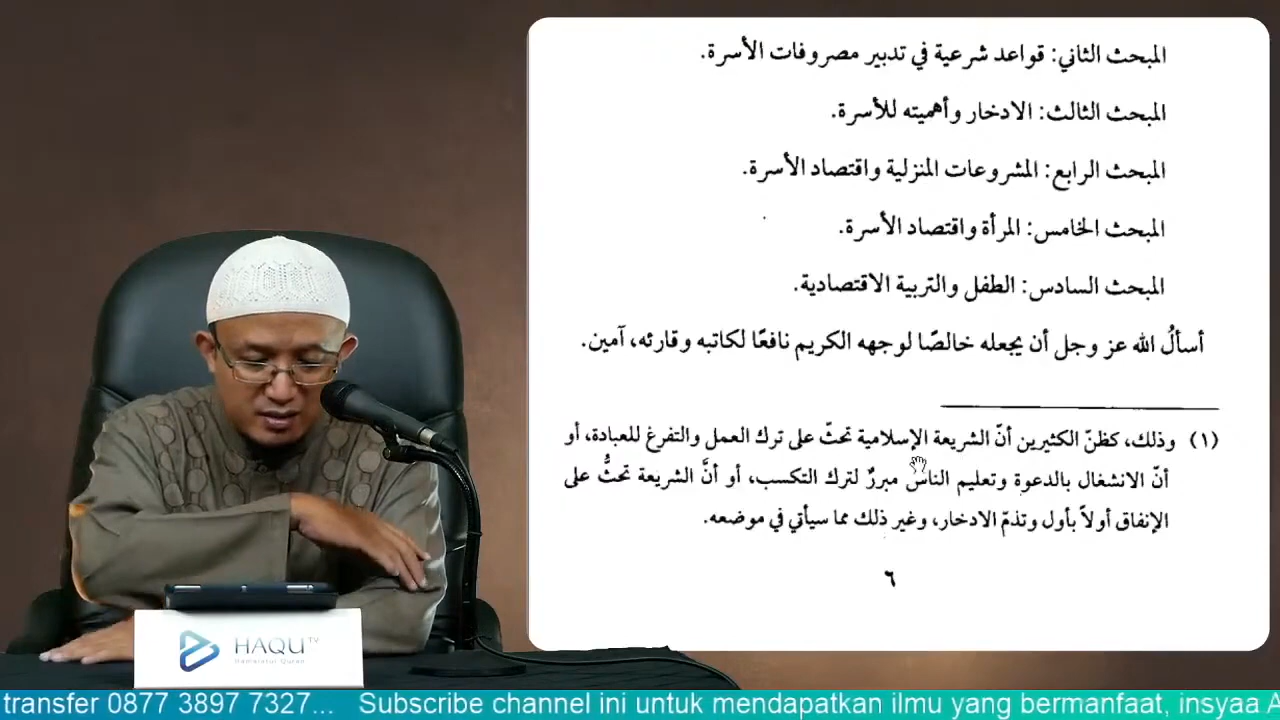 المبحث الثاني: قواعد شرعية في تدبير مصروفات الأسرة.
المبحث الثالث: الادخار وأهميته للأسرة.
المبحث الرابع: المشروعات المنزلية واقتصاد الأسرة.
المبحث الخامس: المرأة واقتصاد الأسرة.
المبحث السادس: الطفل والتربية الاقتصادية.
أسألُ الله عز وجل أن يجعله خالصًا لوجهه الكريم نافعًا لكاتبه وقارئه، آمين.
(١) وذلك، كظنّ الكثيرين أنّ الشريعة الإسلامية تحثّ على ترك العمل والتفرغ للعبادة، أو
أنّ الانشغال بالدعوة وتعليم الناس مبررٌ لترك التكسب، أو أنَّ الشريعة تحثُّ على
الإنفاق أولاً بأول وتذمّ الادخار، وغير ذلك مما سيأتي في موضعه.
٦
HAQU TV
Hamalatul Quran
transfer 0877 3897 7327... Subscribe channel ini untuk mendapatkan ilmu yang bermanfaat, insyaa A